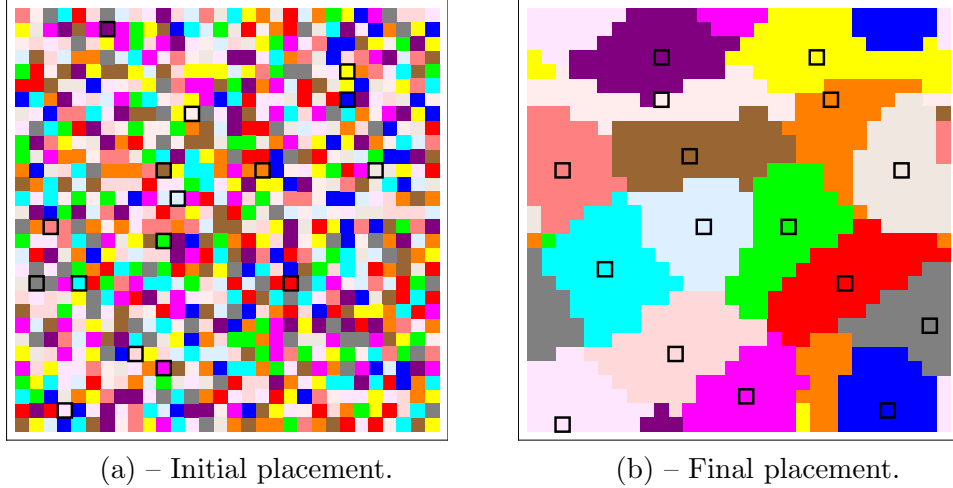 (a) – Initial placement.
(b) – Final placement.